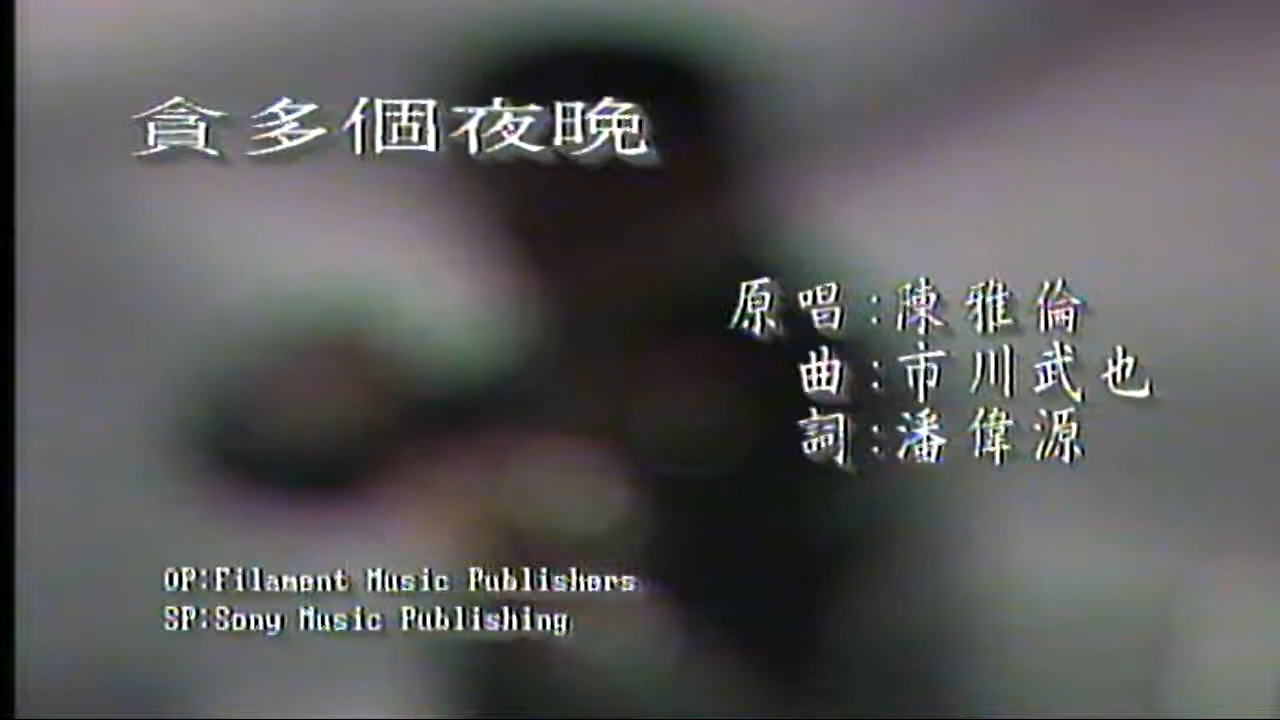 貪多個夜晚
原唱:陳雅倫
曲:市川武也
詞:潘偉源
OP:Filament Music Publishers
SP:Sony Music Publishing